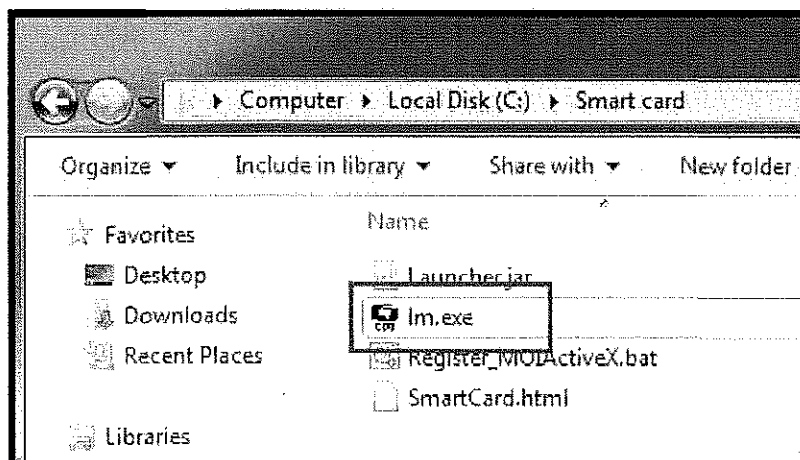 Computer ▸ Local Disk (C:) ▸ Smart card
Organize ▾ Include in library ▾ Share with ▾ New folder
Name
Favorites
Desktop
Downloads
Recent Places
Libraries
Launcher.jar
lm.exe
Register_MOIActiveX.bat
SmartCard.html